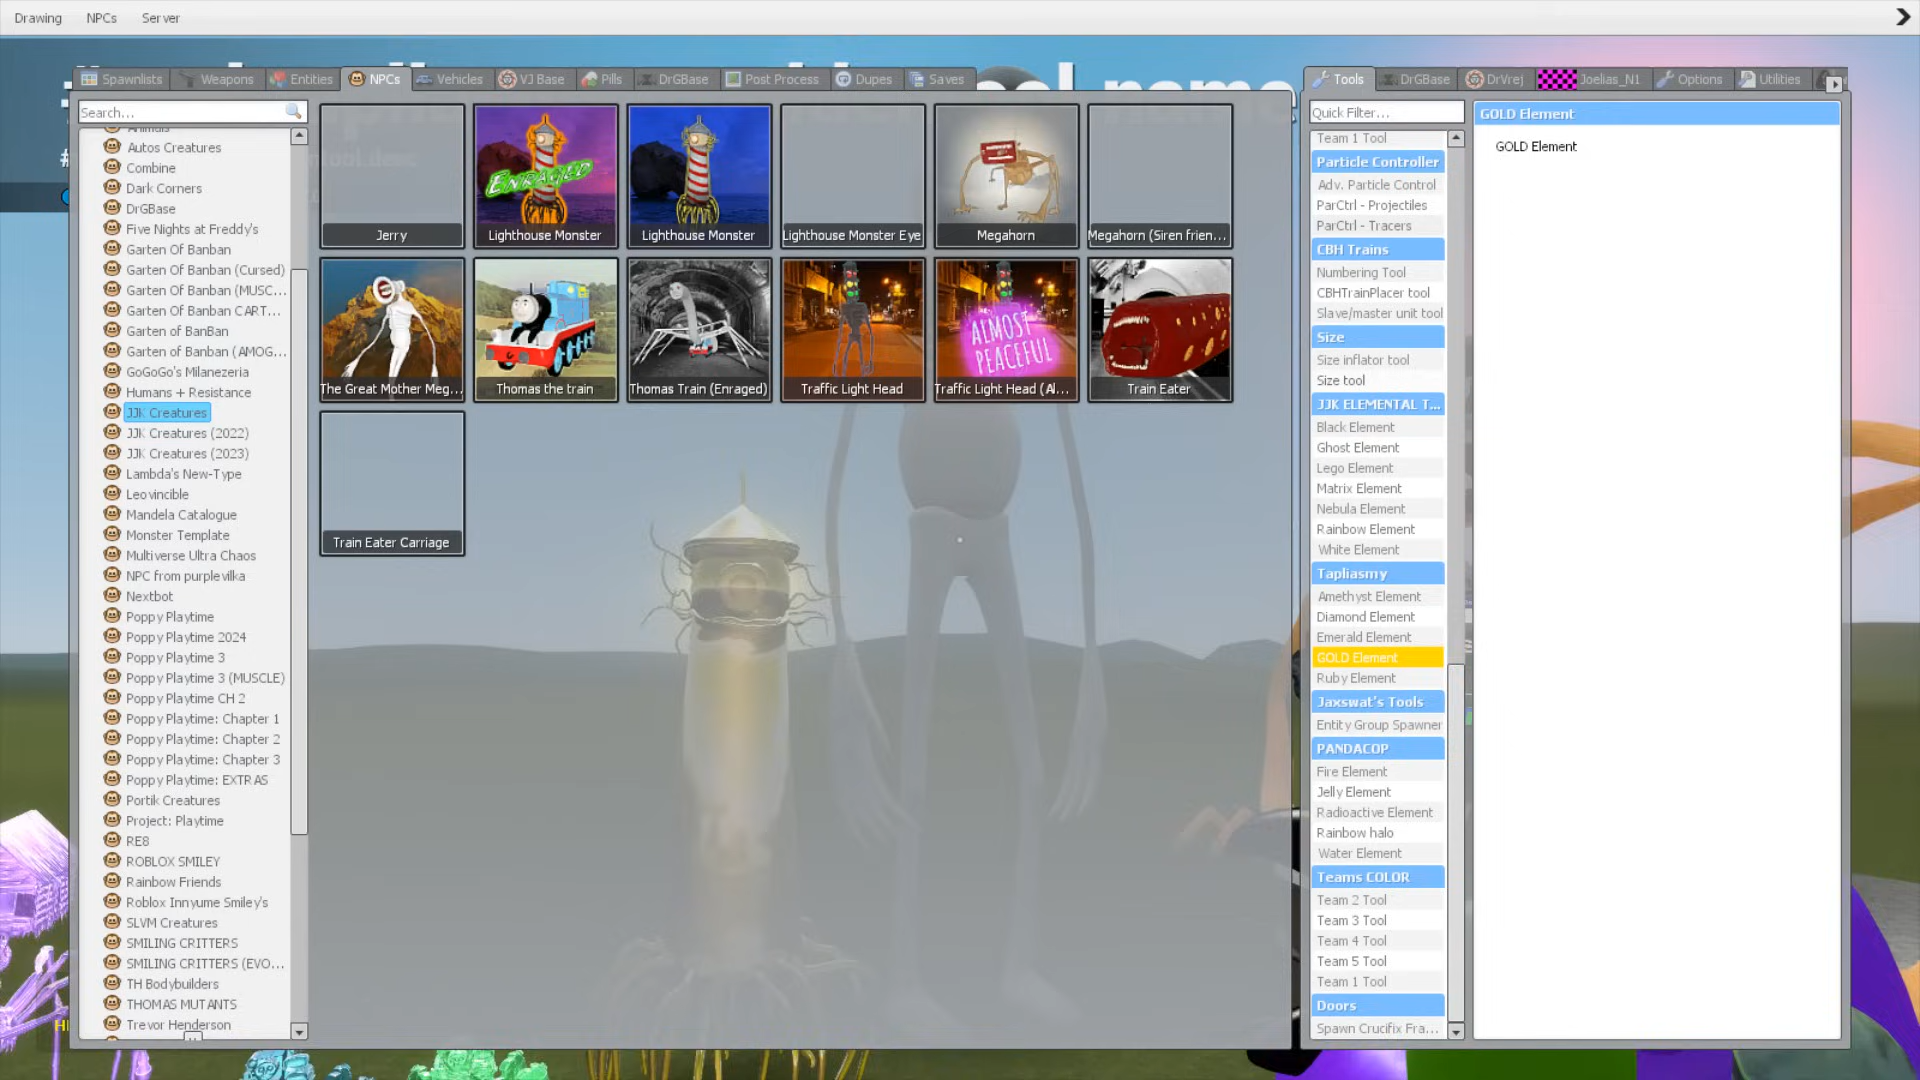 Drawing NPCs Server
Spawnlists Weapons Entities NPCs Vehicles VJ Base Pills DrGBase Post Process Dupes Saves
Search...
Animals
Autos Creatures
Combine
Dark Corners
DrGBase
Five Nights at Freddy's
Garten Of Banban
Garten Of Banban (Cursed)
Garten Of Banban (MUSC...
Garten Of Banban CART...
Garten of BanBan
Garten of Banban (AMOG...
GoGoGo's Milanezeria
Humans + Resistance
JJK Creatures
JJK Creatures (2022)
JJK Creatures (2023)
Lambda's New-Type
Leovincible
Mandela Catalogue
Monster Template
Multiverse Ultra Chaos
NPC from purplevilka
Nextbot
Poppy Playtime
Poppy Playtime 2024
Poppy Playtime 3
Poppy Playtime 3 (MUSCLE)
Poppy Playtime CH 2
Poppy Playtime: Chapter 1
Poppy Playtime: Chapter 2
Poppy Playtime: Chapter 3
Poppy Playtime: EXTRAS
Portik Creatures
Project: Playtime
RE8
ROBLOX SMILEY
Rainbow Friends
Roblox Innyume Smiley's
SLVM Creatures
SMILING CRITTERS
SMILING CRITTERS (EVO...
TH Bodybuilders
THOMAS MUTANTS
Trevor Henderson
ENRAGED
Jerry
Lighthouse Monster
Lighthouse Monster
Lighthouse Monster Eye
Megahorn
Megahorn (Siren frien...
ALMOST
PEACEFUL
The Great Mother Meg...
Thomas the train
Thomas Train (Enraged)
Traffic Light Head
Traffic Light Head (Al...
Train Eater
Train Eater Carriage
Tools DrGBase DrVrej Joelias_N1 Options Utilities
Quick Filter...
Team 1 Tool
Particle Controller
Adv. Particle Control
ParCtrl - Projectiles
ParCtrl - Tracers
CBH Trains
Numbering Tool
CBHTrainPlacer tool
Slave/master unit tool
Size
Size inflator tool
Size tool
JJK ELEMENTAL T...
Black Element
Ghost Element
Lego Element
Matrix Element
Nebula Element
Rainbow Element
White Element
Tapliasmy
Amethyst Element
Diamond Element
Emerald Element
GOLD Element
Ruby Element
Jaxswat's Tools
Entity Group Spawner
PANDACOP
Fire Element
Jelly Element
Radioactive Element
Rainbow halo
Water Element
Teams COLOR
Team 2 Tool
Team 3 Tool
Team 4 Tool
Team 5 Tool
Team 1 Tool
Doors
Spawn Crucifix Fra...
GOLD Element
GOLD Element